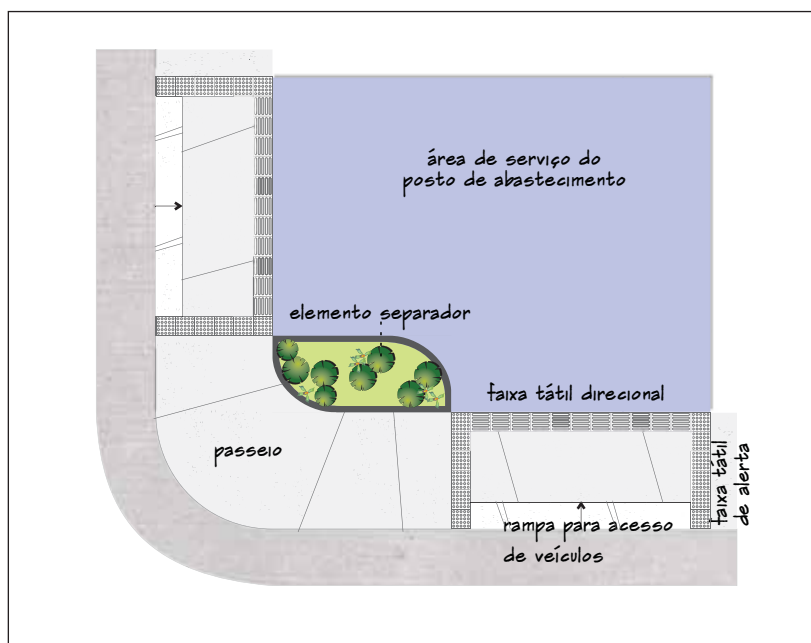 área de serviço do
posto de abastecimento
elemento separador
faixa tátil direcional
passeio
faixa tátil
de alerta
rampa para acesso
de veículos